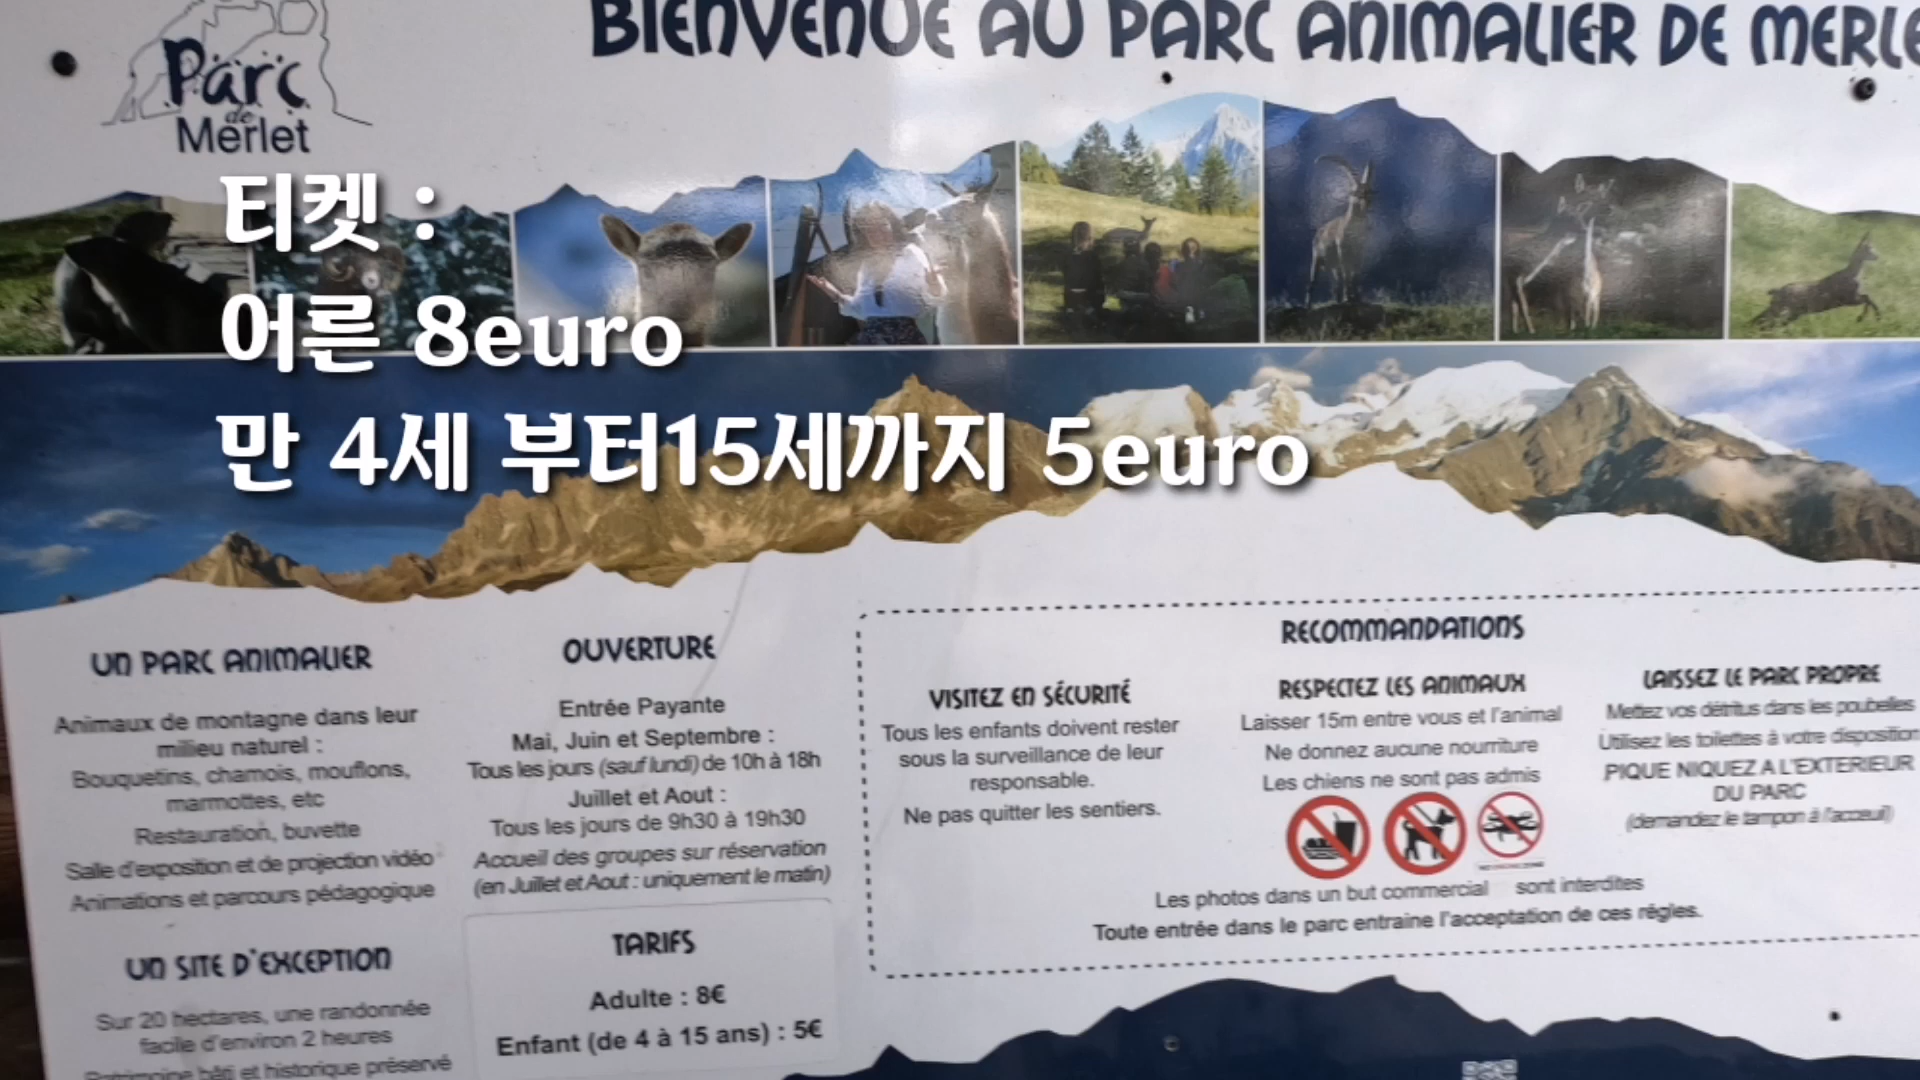 BIENVENUE AU PARC ANIMALIER DE MERLE
Parc
de
Merlet
티켓 :
어른 8euro
만 4세 부터15세까지 5euro
UN PARC ANIMALIER
Animaux de montagne dans leur
milieu naturel :
Bouquetins, chamois, mouflons,
marmottes, etc
Restauration, buvette
Salle d'exposition et de projection vidéo
Animations et parcours pédagogique
UN SITE D'EXCEPTION
Sur 20 hectares, une randonnée
facile d'environ 2 heures
Patrimoine bâti et historique préservé
OUVERTURE
Entrée Payante
Mai, Juin et Septembre :
Tous les jours (sauf lundi) de 10h à 18h
Juillet et Aout :
Tous les jours de 9h30 à 19h30
Accueil des groupes sur réservation
(en Juillet et Aout : uniquement le matin)
TARIFS
Adulte : 8€
Enfant (de 4 à 15 ans) : 5€
RECOMMANDATIONS
VISITEZ EN SÉCURITÉ
Tous les enfants doivent rester
sous la surveillance de leur
responsable.
Ne pas quitter les sentiers.
RESPECTEZ LES ANIMAUX
Laisser 15m entre vous et l'animal
Ne donnez aucune nourriture
Les chiens ne sont pas admis
LAISSEZ LE PARC PROPRE
Mettez vos détritus dans les poubelles
Utilisez les toilettes à votre disposition
PIQUE NIQUEZ A L'EXTERIEUR
DU PARC
(demandez le tampon à l'acceuil)
Les photos dans un but commercial sont interdites
Toute entrée dans le parc entraine l'acceptation de ces régles.